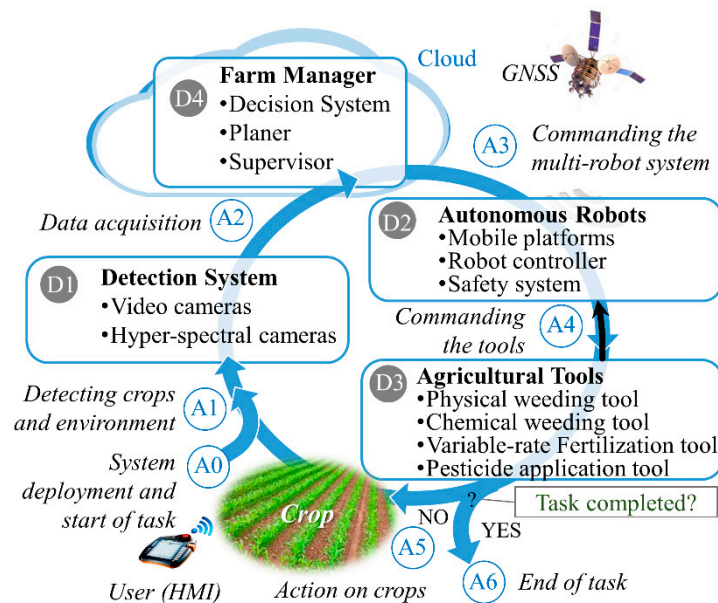 Cloud
GNSS
D4
Farm Manager
•Decision System
•Planer
•Supervisor
A3
Commanding the
multi-robot system
Data acquisition
A2
D2
Autonomous Robots
•Mobile platforms
•Robot controller
•Safety system
D1
Detection System
•Video cameras
•Hyper-spectral cameras
Commanding
the tools
A4
D3
Agricultural Tools
•Physical weeding tool
•Chemical weeding tool
•Variable-rate Fertilization tool
•Pesticide application tool
Detecting crops
and environment
A1
System
deployment and
start of task
A0
Crop
?
Task completed?
NO
YES
A5
A6
User (HMI)
Action on crops
End of task